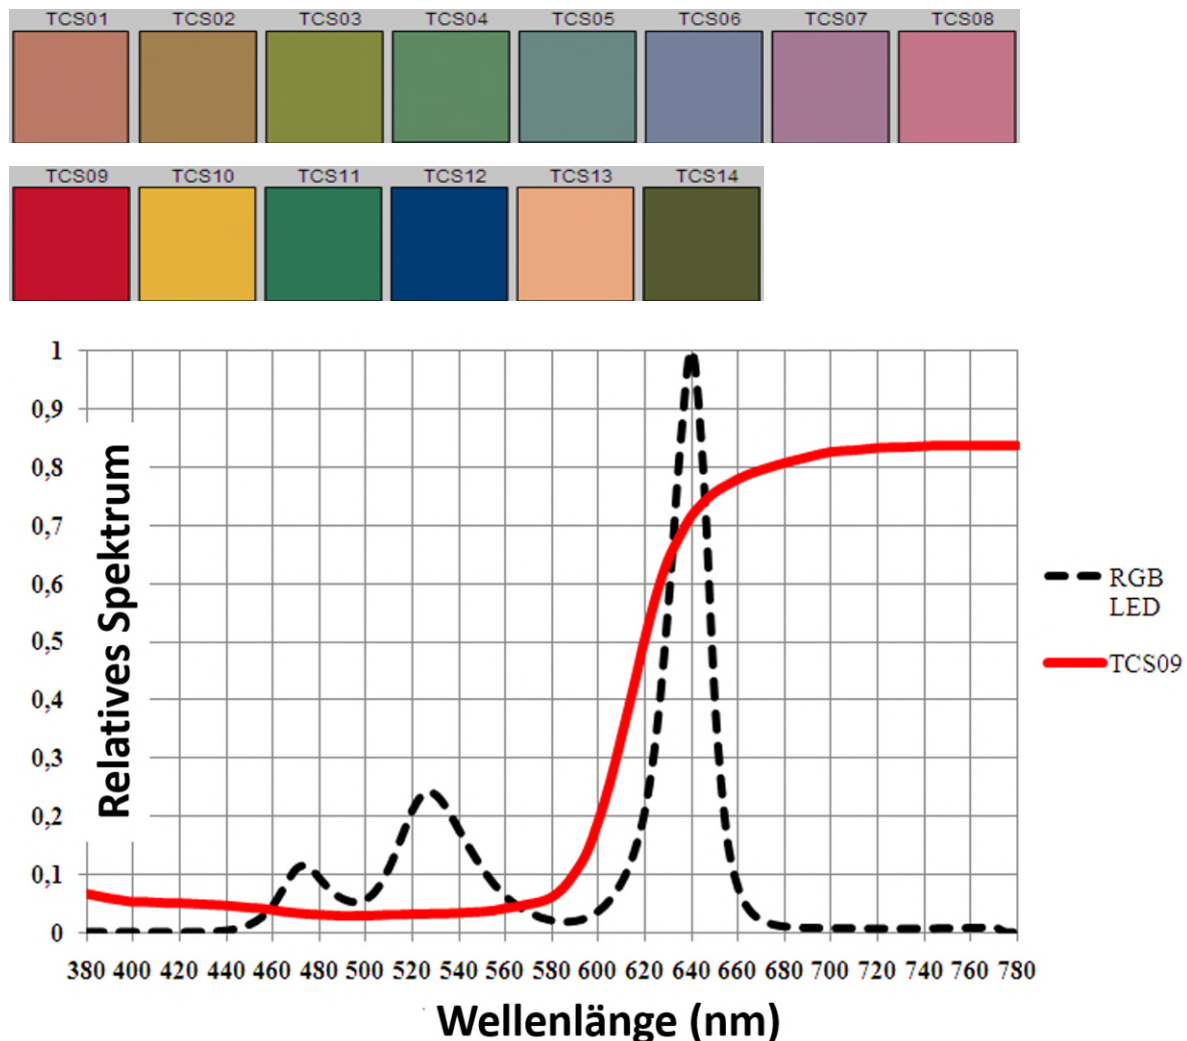 TCS01 TCS02 TCS03 TCS04 TCS05 TCS06 TCS07 TCS08
TCS09 TCS10 TCS11 TCS12 TCS13 TCS14
1
0,9
0,8
0,7
0,6
0,5
0,4
0,3
0,2
0,1
0
Relatives Spektrum
RGB
LED
TCS09
380 400 420 440 460 480 500 520 540 560 580 600 620 640 660 680 700 720 740 760 780
Wellenlänge (nm)